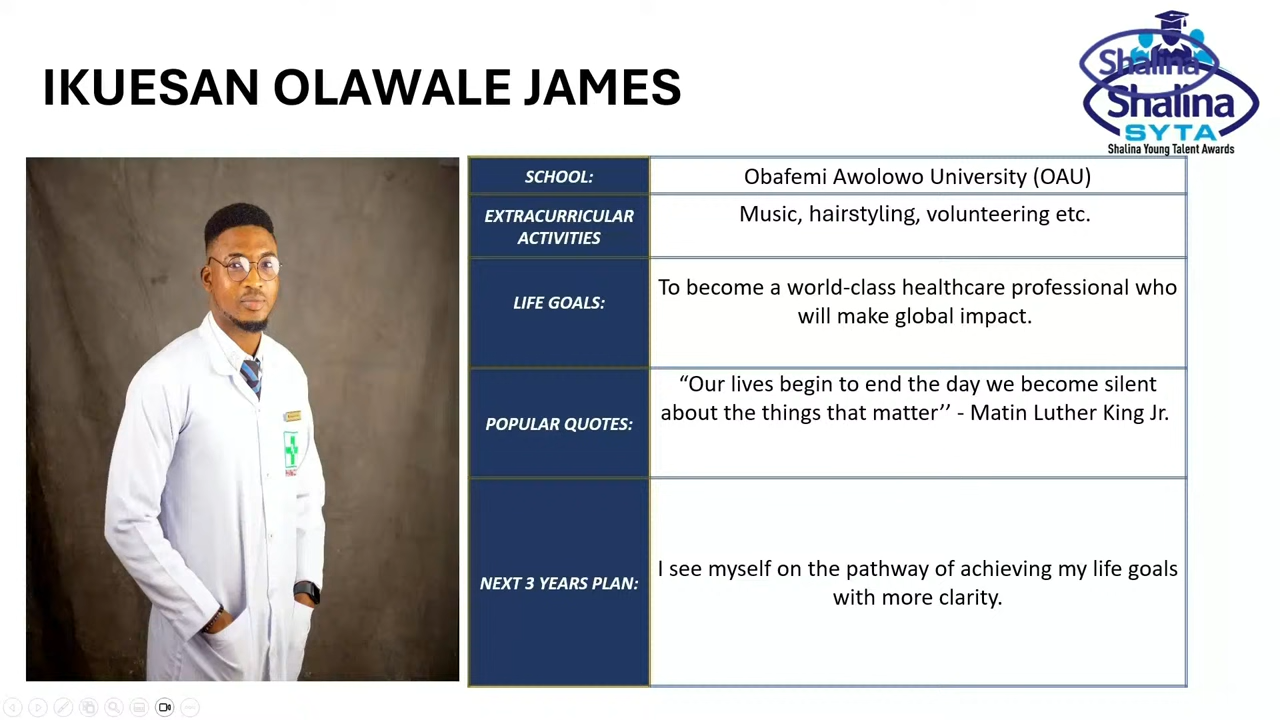 IKUESAN OLAWALE JAMES
Shalina
Shalina
SYTA
Shalina Young Talent Awards
SCHOOL:
Obafemi Awolowo University (OAU)
EXTRACURRICULAR
ACTIVITIES
Music, hairstyling, volunteering etc.
LIFE GOALS:
To become a world-class healthcare professional who
will make global impact.
POPULAR QUOTES:
“Our lives begin to end the day we become silent
about the things that matter’’ - Matin Luther King Jr.
NEXT 3 YEARS PLAN:
I see myself on the pathway of achieving my life goals
with more clarity.